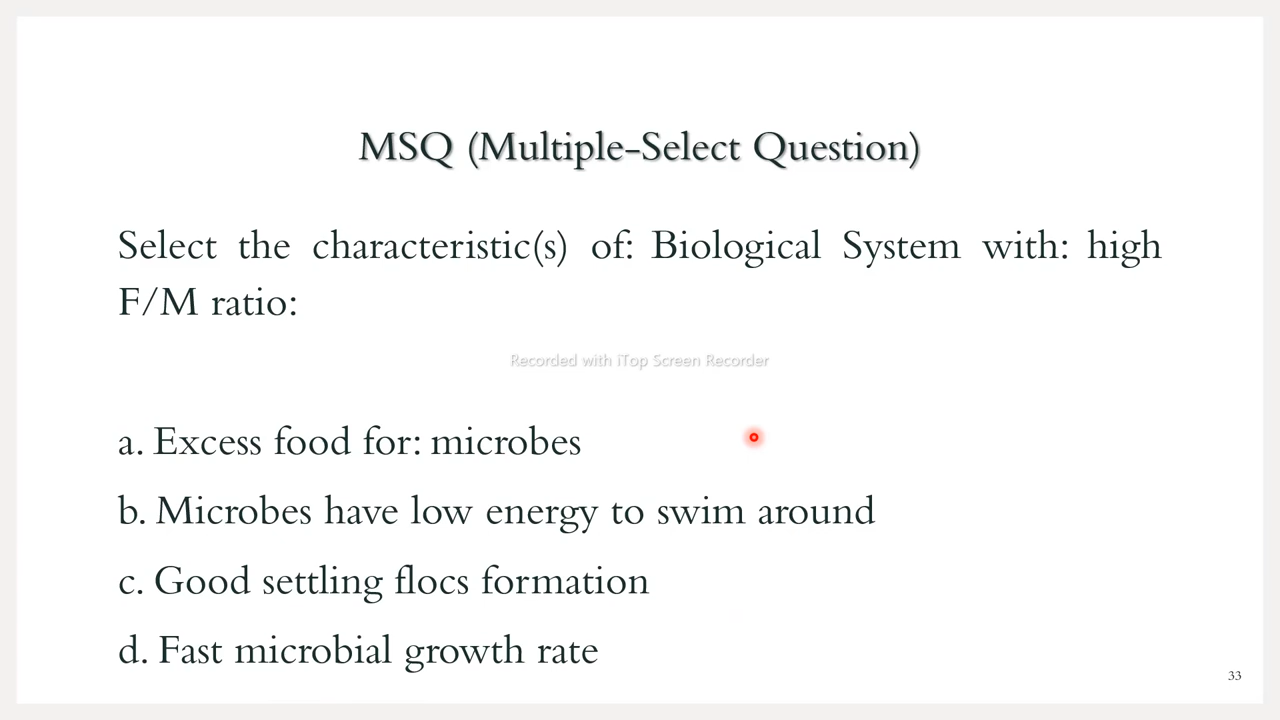 MSQ (Multiple-Select Question)
Select the characteristic(s) of: Biological System with: high
F/M ratio:
Recorded with iTop Screen Recorder
a. Excess food for: microbes
b. Microbes have low energy to swim around
c. Good settling flocs formation
d. Fast microbial growth rate
33